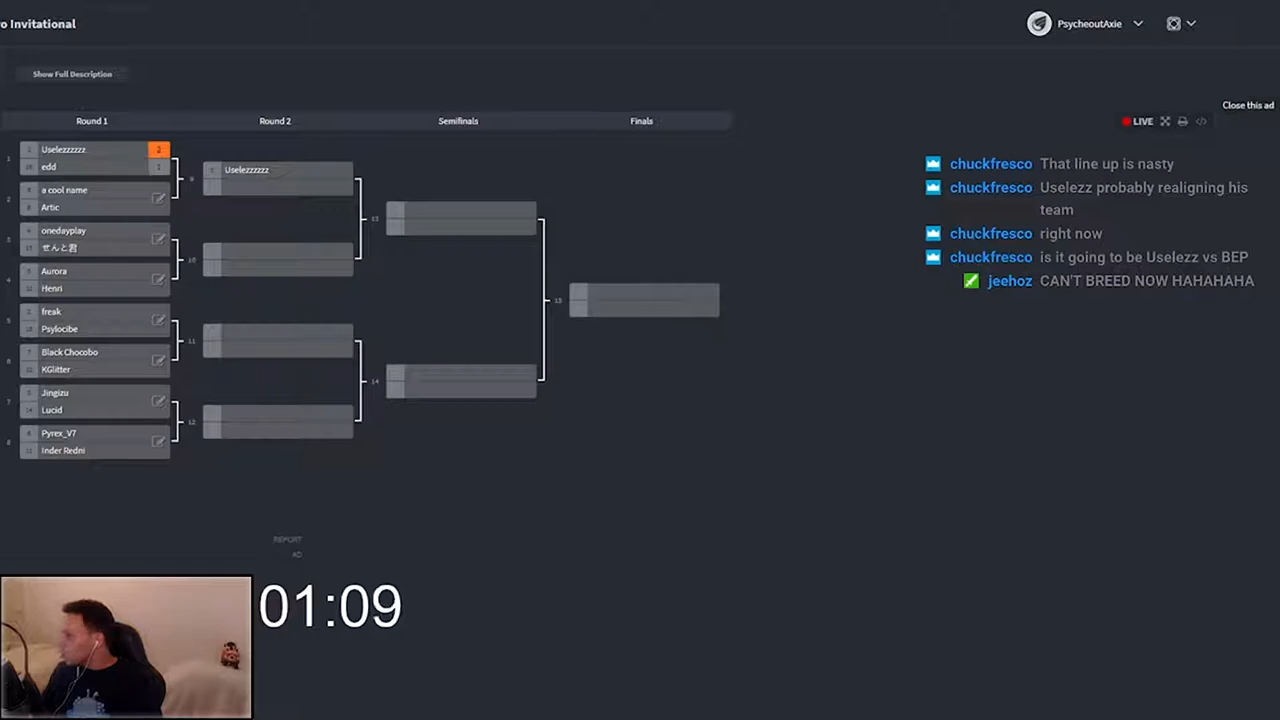 o Invitational
PsycheoutAxie
Show Full Description
Close this ad
Round 1
Round 2
Semifinals
Finals
LIVE
Uselezzzzzz 2
edd
a cool name
Artic
onedayplay
せんと君
Aurora
Henri
freak
Psylocibe
Black Chocobo
KGlitter
Jingizu
Lucid
Pyrex_V7
Inder Redni
Uselezzzzzz
chuckfresco That line up is nasty
chuckfresco Uselezz probably realigning his
team
chuckfresco right now
chuckfresco is it going to be Uselezz vs BEP
jeehoz CAN'T BREED NOW HAHAHAHA
REPORT
AD
01:09